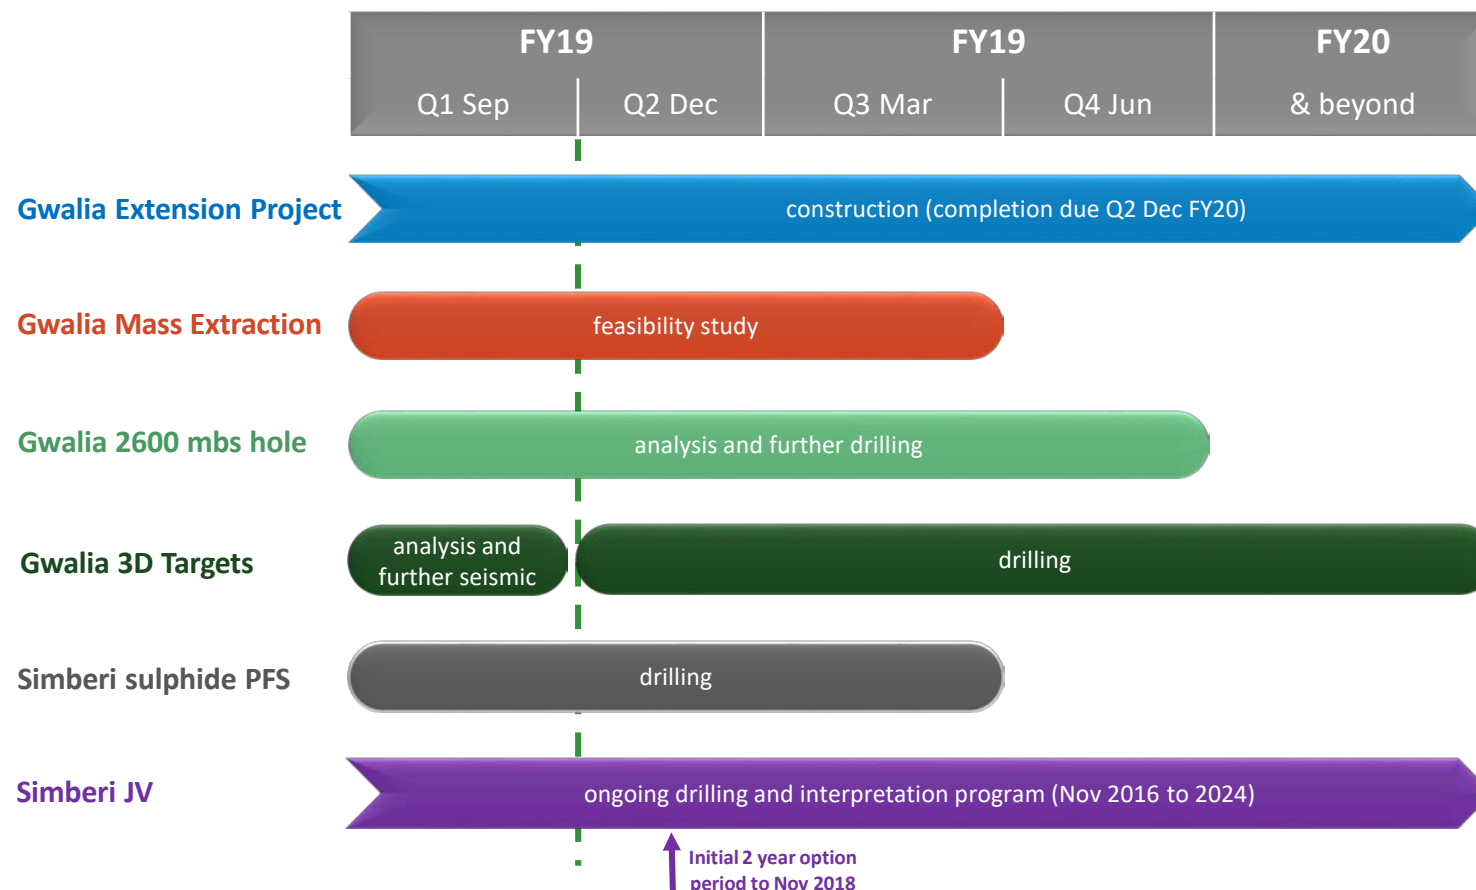 FY19 FY19 FY20
Q1 Sep Q2 Dec Q3 Mar Q4 Jun & beyond
Gwalia Extension Project
construction (completion due Q2 Dec FY20)
Gwalia Mass Extraction
feasibility study
Gwalia 2600 mbs hole
analysis and further drilling
Gwalia 3D Targets
analysis and
further seismic
drilling
Simberi sulphide PFS
drilling
Simberi JV
ongoing drilling and interpretation program (Nov 2016 to 2024)
Initial 2 year option
period to Nov 2018